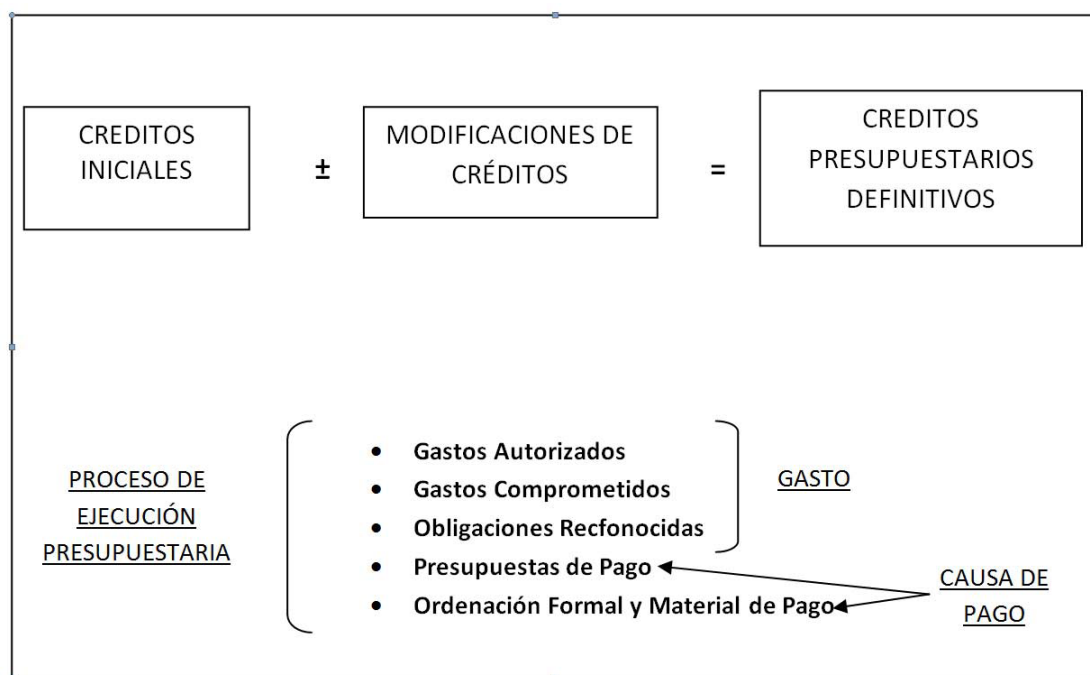 CREDITOS
INICIALES
±
MODIFICACIONES DE
CRÉDITOS
=
CREDITOS
PRESUPUESTARIOS
DEFINITIVOS
PROCESO DE
EJECUCIÓN
PRESUPUESTARIA
• Gastos Autorizados
• Gastos Comprometidos
• Obligaciones Recfonocidas
• Presupuestas de Pago
• Ordenación Formal y Material de Pago
GASTO
CAUSA DE
PAGO